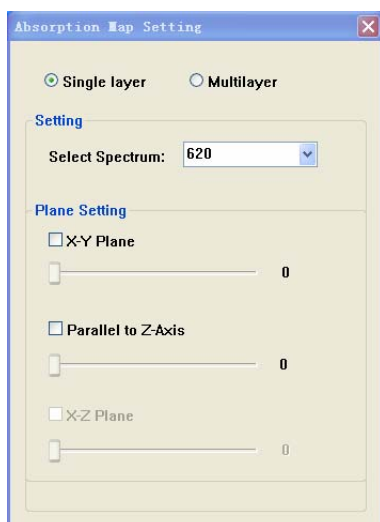 Absorption Map Setting
Single layer Multilayer
Setting
Select Spectrum: 620
Plane Setting
X-Y Plane
0
Parallel to Z-Axis
0
X-Z Plane
0